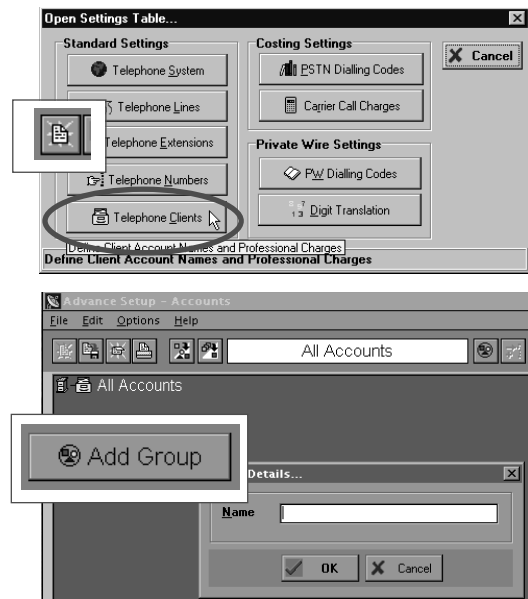 Open Settings Table...
Standard Settings
Costing Settings
Cancel
Telephone System
PSTN Dialling Codes
Telephone Lines
Carrier Call Charges
Telephone Extensions
Private Wire Settings
Telephone Numbers
PW Dialling Codes
Telephone Clients
Digit Translation
Define Client Account Names and Professional Charges
Define Client Account Names and Professional Charges
Advance Setup - Accounts
File Edit Options Help
All Accounts
All Accounts
Add Group
Details...
Name
OK
Cancel